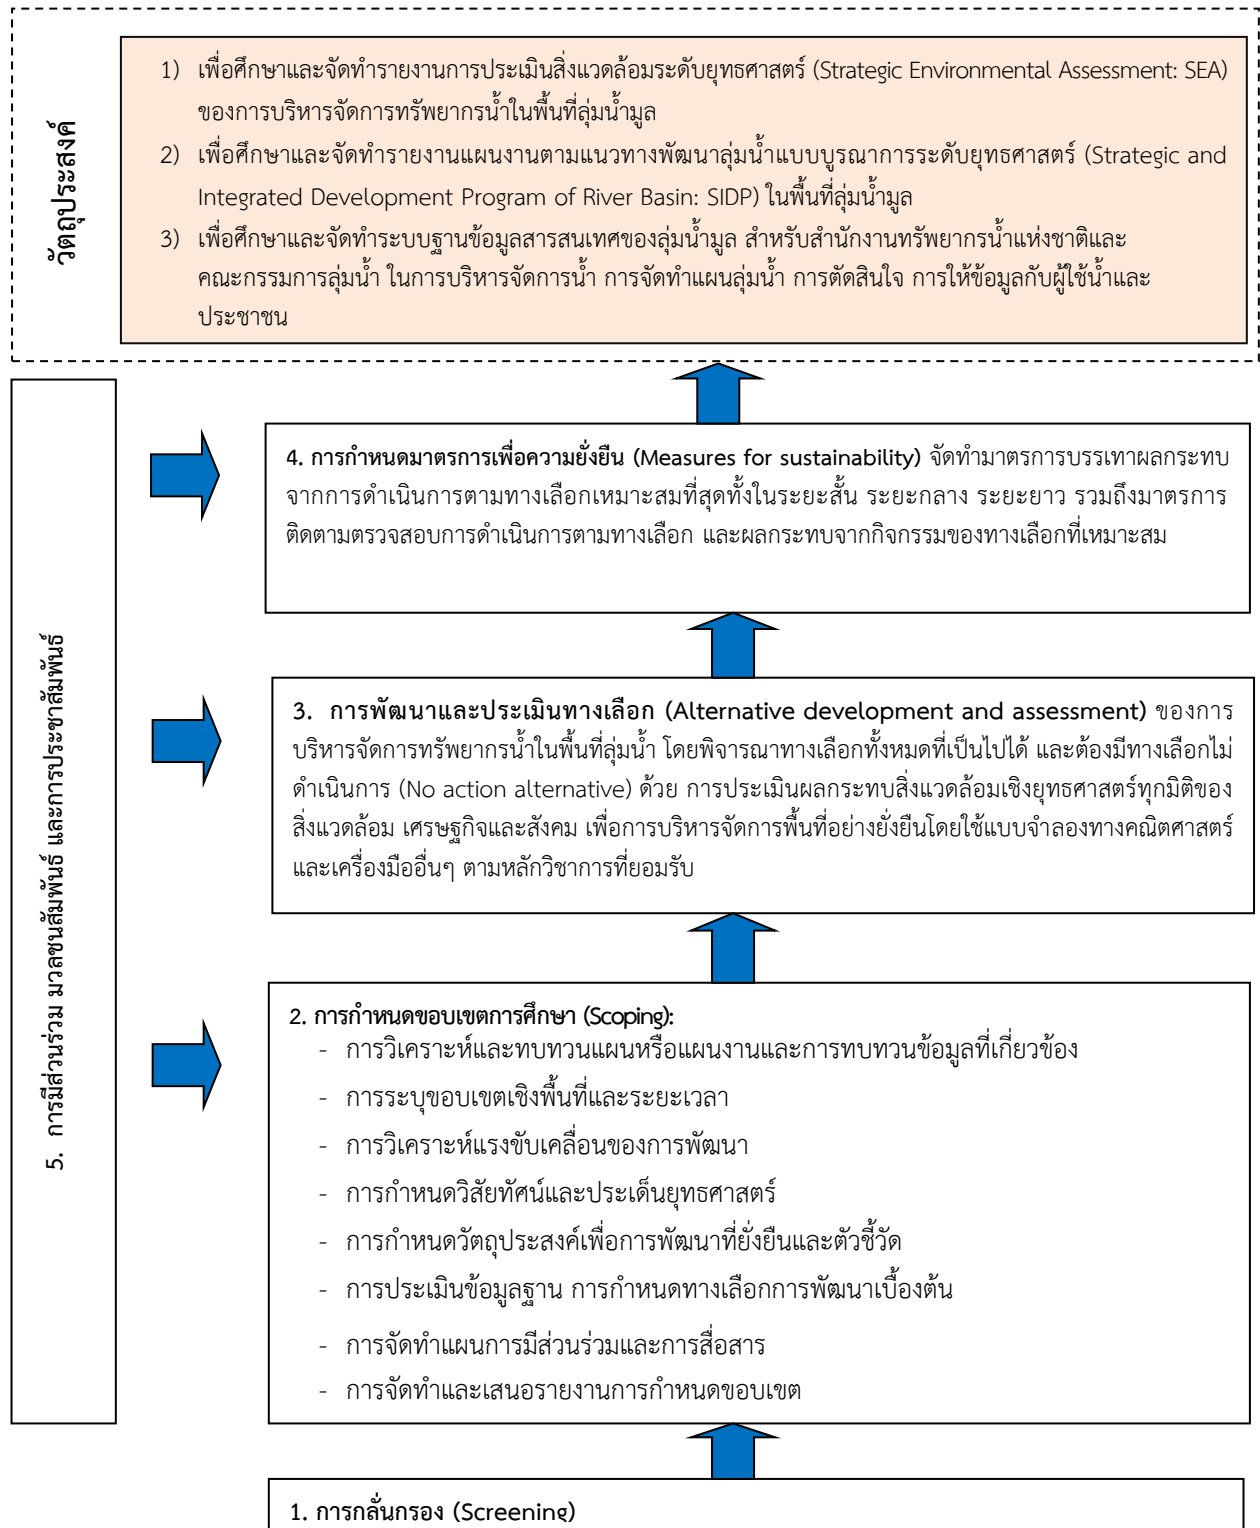 วัตถุประสงค์
1) เพื่อศึกษาและจัดทำรายงานการประเมินสิ่งแวดล้อมระดับยุทธศาสตร์ (Strategic Environmental Assessment: SEA)
ของการบริหารจัดการทรัพยากรน้ำในพื้นที่ลุ่มน้ำมูล
2) เพื่อศึกษาและจัดทำรายงานแผนงานตามแนวทางพัฒนาลุ่มน้ำแบบบูรณาการระดับยุทธศาสตร์ (Strategic and
Integrated Development Program of River Basin: SIDP) ในพื้นที่ลุ่มน้ำมูล
3) เพื่อศึกษาและจัดทำระบบฐานข้อมูลสารสนเทศของลุ่มน้ำมูล สำหรับสำนักงานทรัพยากรน้ำแห่งชาติและ
คณะกรรมการลุ่มน้ำ ในการบริหารจัดการน้ำ การจัดทำแผนลุ่มน้ำ การตัดสินใจ การให้ข้อมูลกับผู้ใช้น้ำและ
ประชาชน
5. การมีส่วนร่วม มวลชนสัมพันธ์ และการประชาสัมพันธ์
4. การกำหนดมาตรการเพื่อความยั่งยืน (Measures for sustainability) จัดทำมาตรการบรรเทาผลกระทบ
จากการดำเนินการตามทางเลือกเหมาะสมที่สุดทั้งในระยะสั้น ระยะกลาง ระยะยาว รวมถึงมาตรการ
ติดตามตรวจสอบการดำเนินการตามทางเลือก และผลกระทบจากกิจกรรมของทางเลือกที่เหมาะสม
3. การพัฒนาและประเมินทางเลือก (Alternative development and assessment) ของการ
บริหารจัดการทรัพยากรน้ำในพื้นที่ลุ่มน้ำ โดยพิจารณาทางเลือกทั้งหมดที่เป็นไปได้ และต้องมีทางเลือกไม่
ดำเนินการ (No action alternative) ด้วย การประเมินผลกระทบสิ่งแวดล้อมเชิงยุทธศาสตร์ทุกมิติของ
สิ่งแวดล้อม เศรษฐกิจและสังคม เพื่อการบริหารจัดการพื้นที่อย่างยั่งยืนโดยใช้แบบจำลองทางคณิตศาสตร์
และเครื่องมืออื่นๆ ตามหลักวิชาการที่ยอมรับ
2. การกำหนดขอบเขตการศึกษา (Scoping):
- การวิเคราะห์และทบทวนแผนหรือแผนงานและการทบทวนข้อมูลที่เกี่ยวข้อง
- การระบุขอบเขตเชิงพื้นที่และระยะเวลา
- การวิเคราะห์แรงขับเคลื่อนของการพัฒนา
- การกำหนดวิสัยทัศน์และประเด็นยุทธศาสตร์
- การกำหนดวัตถุประสงค์เพื่อการพัฒนาที่ยั่งยืนและตัวชี้วัด
- การประเมินข้อมูลฐาน การกำหนดทางเลือกการพัฒนาเบื้องต้น
- การจัดทำแผนการมีส่วนร่วมและการสื่อสาร
- การจัดทำและเสนอรายงานการกำหนดขอบเขต
1. การกลั่นกรอง (Screening)